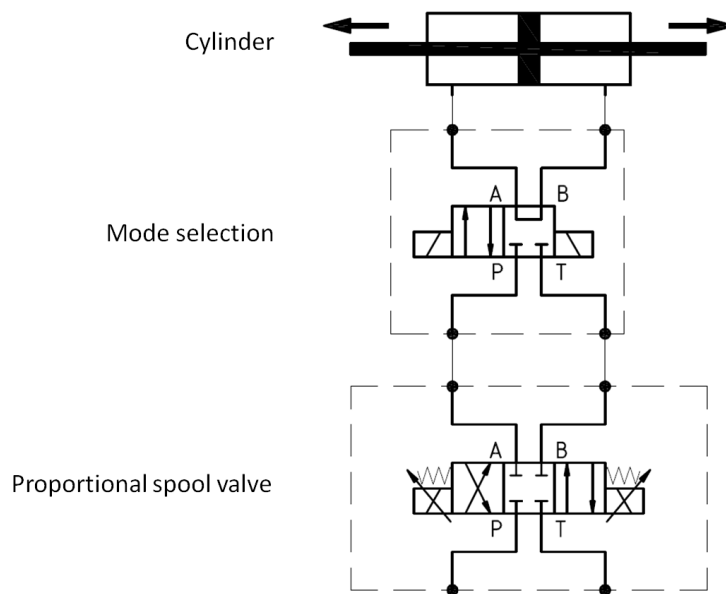 Cylinder
A B
Mode selection
P T
A B
Proportional spool valve
P T